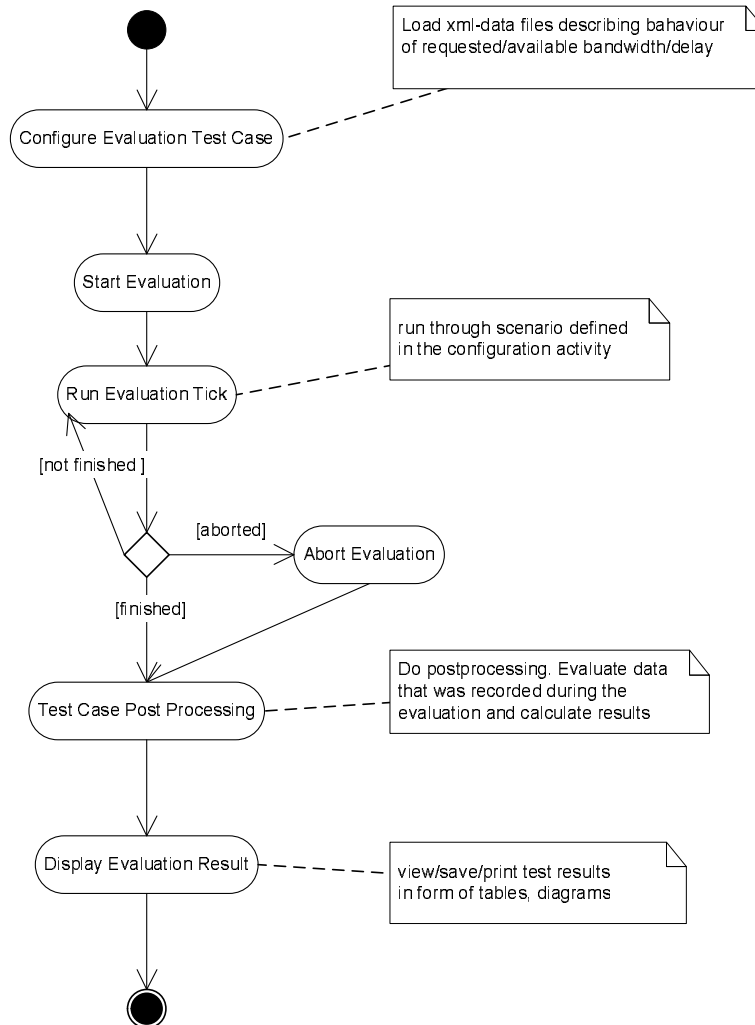 Load xml-data files describing bahaviour
of requested/available bandwidth/delay
Configure Evaluation Test Case
Start Evaluation
run through scenario defined
in the configuration activity
Run Evaluation Tick
[not finished ]
[aborted]
Abort Evaluation
[finished]
Do postprocessing. Evaluate data
that was recorded during the
evaluation and calculate results
Test Case Post Processing
Display Evaluation Result
view/save/print test results
in form of tables, diagrams